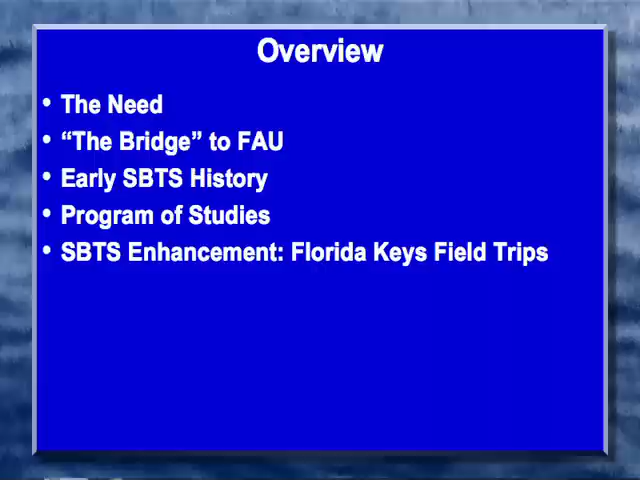 Overview
• The Need
• “The Bridge” to FAU
• Early SBTS History
• Program of Studies
• SBTS Enhancement: Florida Keys Field Trips